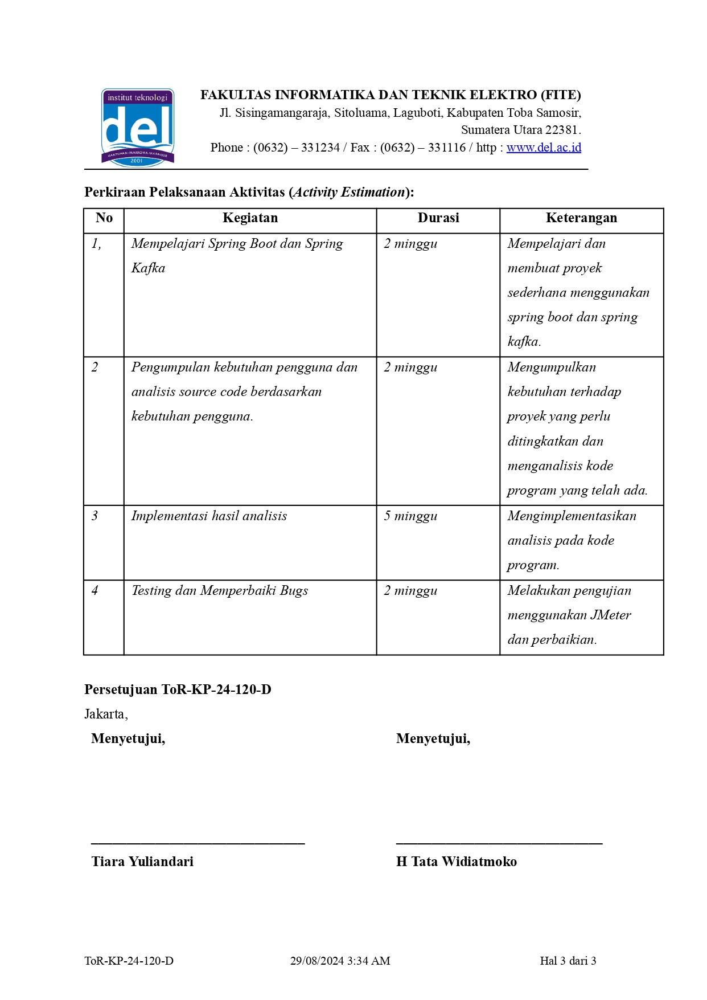 institut teknologi
del
MARTUHAN-MARROHA-MARBISUK
2001
FAKULTAS INFORMATIKA DAN TEKNIK ELEKTRO (FITE)
Jl. Sisingamangaraja, Sitoluama, Laguboti, Kabupaten Toba Samosir,
Sumatera Utara 22381.
Phone : (0632) – 331234 / Fax : (0632) – 331116 / http : www.del.ac.id
Perkiraan Pelaksanaan Aktivitas (Activity Estimation):
No Kegiatan Durasi Keterangan
1, Mempelajari Spring Boot dan Spring 2 minggu Mempelajari dan
Kafka membuat proyek
sederhana menggunakan
spring boot dan spring
kafka.
2 Pengumpulan kebutuhan pengguna dan 2 minggu Mengumpulkan
analisis source code berdasarkan kebutuhan terhadap
kebutuhan pengguna. proyek yang perlu
ditingkatkan dan
menganalisis kode
program yang telah ada.
3 Implementasi hasil analisis 5 minggu Mengimplementasikan
analisis pada kode
program.
4 Testing dan Memperbaiki Bugs 2 minggu Melakukan pengujian
menggunakan JMeter
dan perbaikian.
Persetujuan ToR-KP-24-120-D
Jakarta,
Menyetujui, Menyetujui,
Tiara Yuliandari H Tata Widiatmoko
ToR-KP-24-120-D 29/08/2024 3:34 AM Hal 3 dari 3